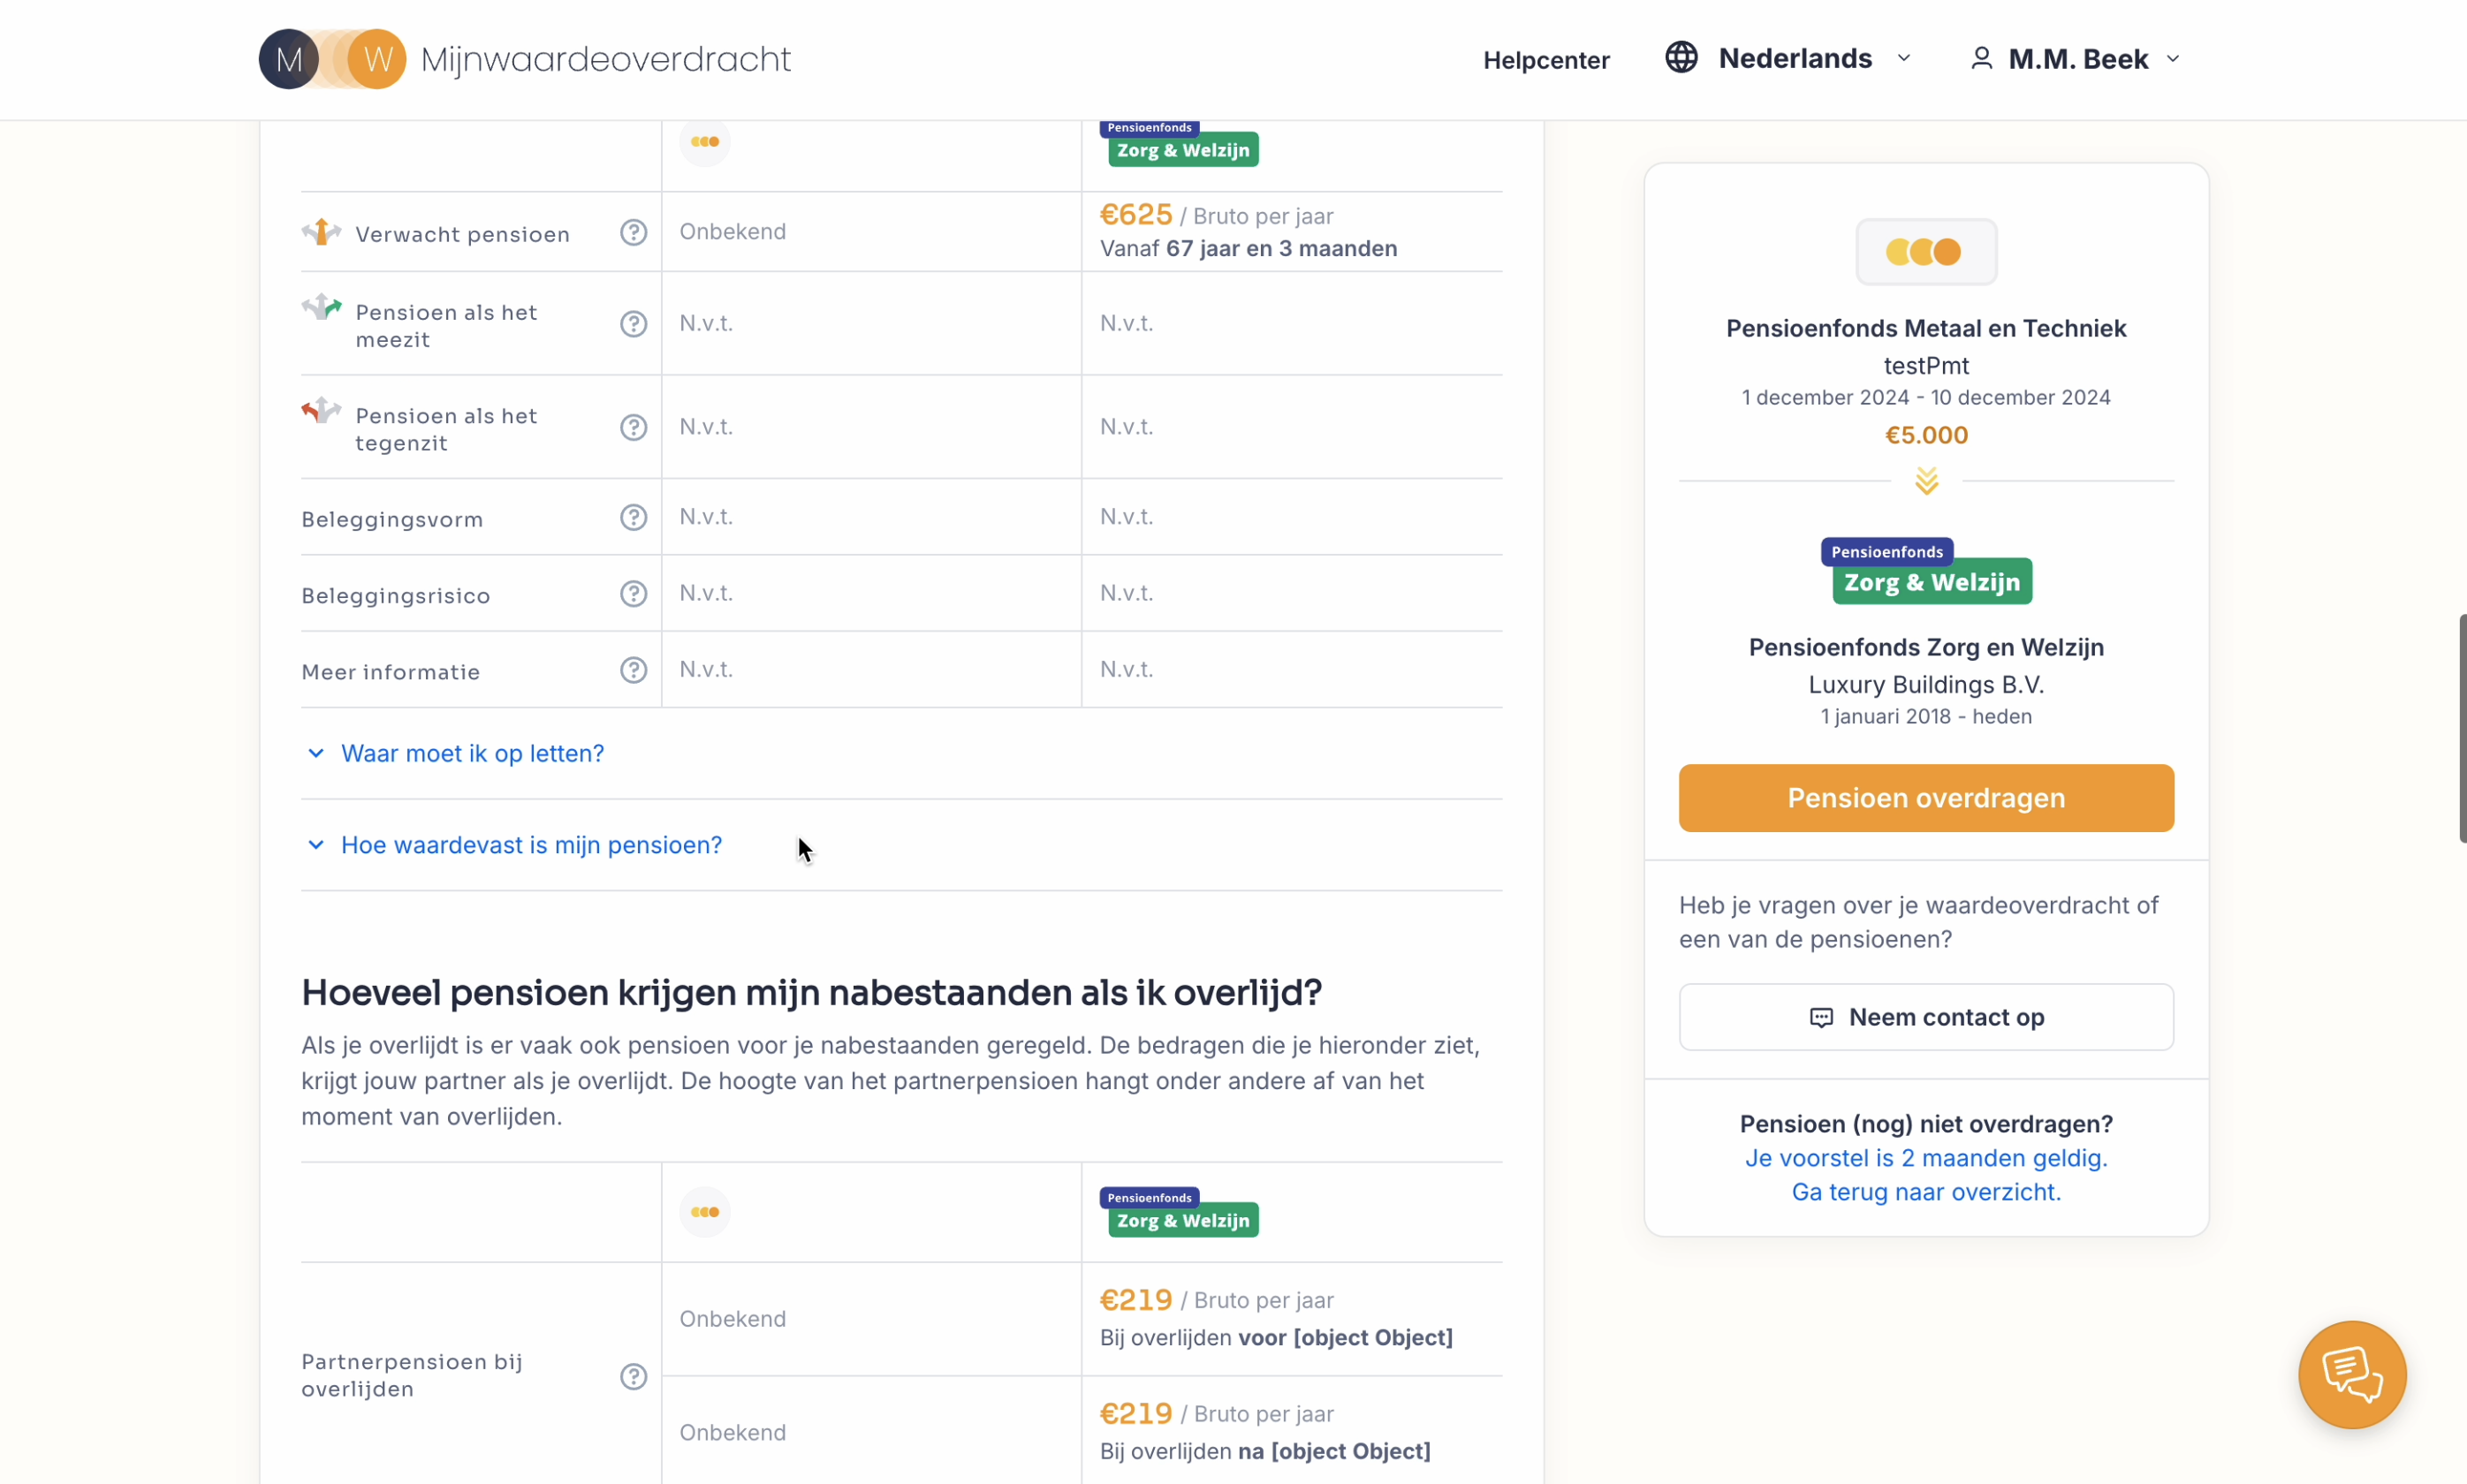 M W Mijnwaardeoverdracht
Helpcenter
Nederlands
M.M. Beek
Pensioenfonds
Zorg & Welzijn
Verwacht pensioen
Onbekend
€625 / Bruto per jaar
Vanaf 67 jaar en 3 maanden
Pensioen als het
meezit
N.v.t.
N.v.t.
Pensioen als het
tegenzit
N.v.t.
N.v.t.
Beleggingsvorm
N.v.t.
N.v.t.
Beleggingsrisico
N.v.t.
N.v.t.
Meer informatie
N.v.t.
N.v.t.
Waar moet ik op letten?
Hoe waardevast is mijn pensioen?
Hoeveel pensioen krijgen mijn nabestaanden als ik overlijd?
Als je overlijdt is er vaak ook pensioen voor je nabestaanden geregeld. De bedragen die je hieronder ziet,
krijgt jouw partner als je overlijdt. De hoogte van het partnerpensioen hangt onder andere af van het
moment van overlijden.
Pensioenfonds
Zorg & Welzijn
Partnerpensioen bij
overlijden
Onbekend
€219 / Bruto per jaar
Bij overlijden voor [object Object]
Onbekend
€219 / Bruto per jaar
Bij overlijden na [object Object]
Pensioenfonds Metaal en Techniek
testPmt
1 december 2024 - 10 december 2024
€5.000
Pensioenfonds
Zorg & Welzijn
Pensioenfonds Zorg en Welzijn
Luxury Buildings B.V.
1 januari 2018 - heden
Pensioen overdragen
Heb je vragen over je waardeoverdracht of
een van de pensioenen?
Neem contact op
Pensioen (nog) niet overdragen?
Je voorstel is 2 maanden geldig.
Ga terug naar overzicht.